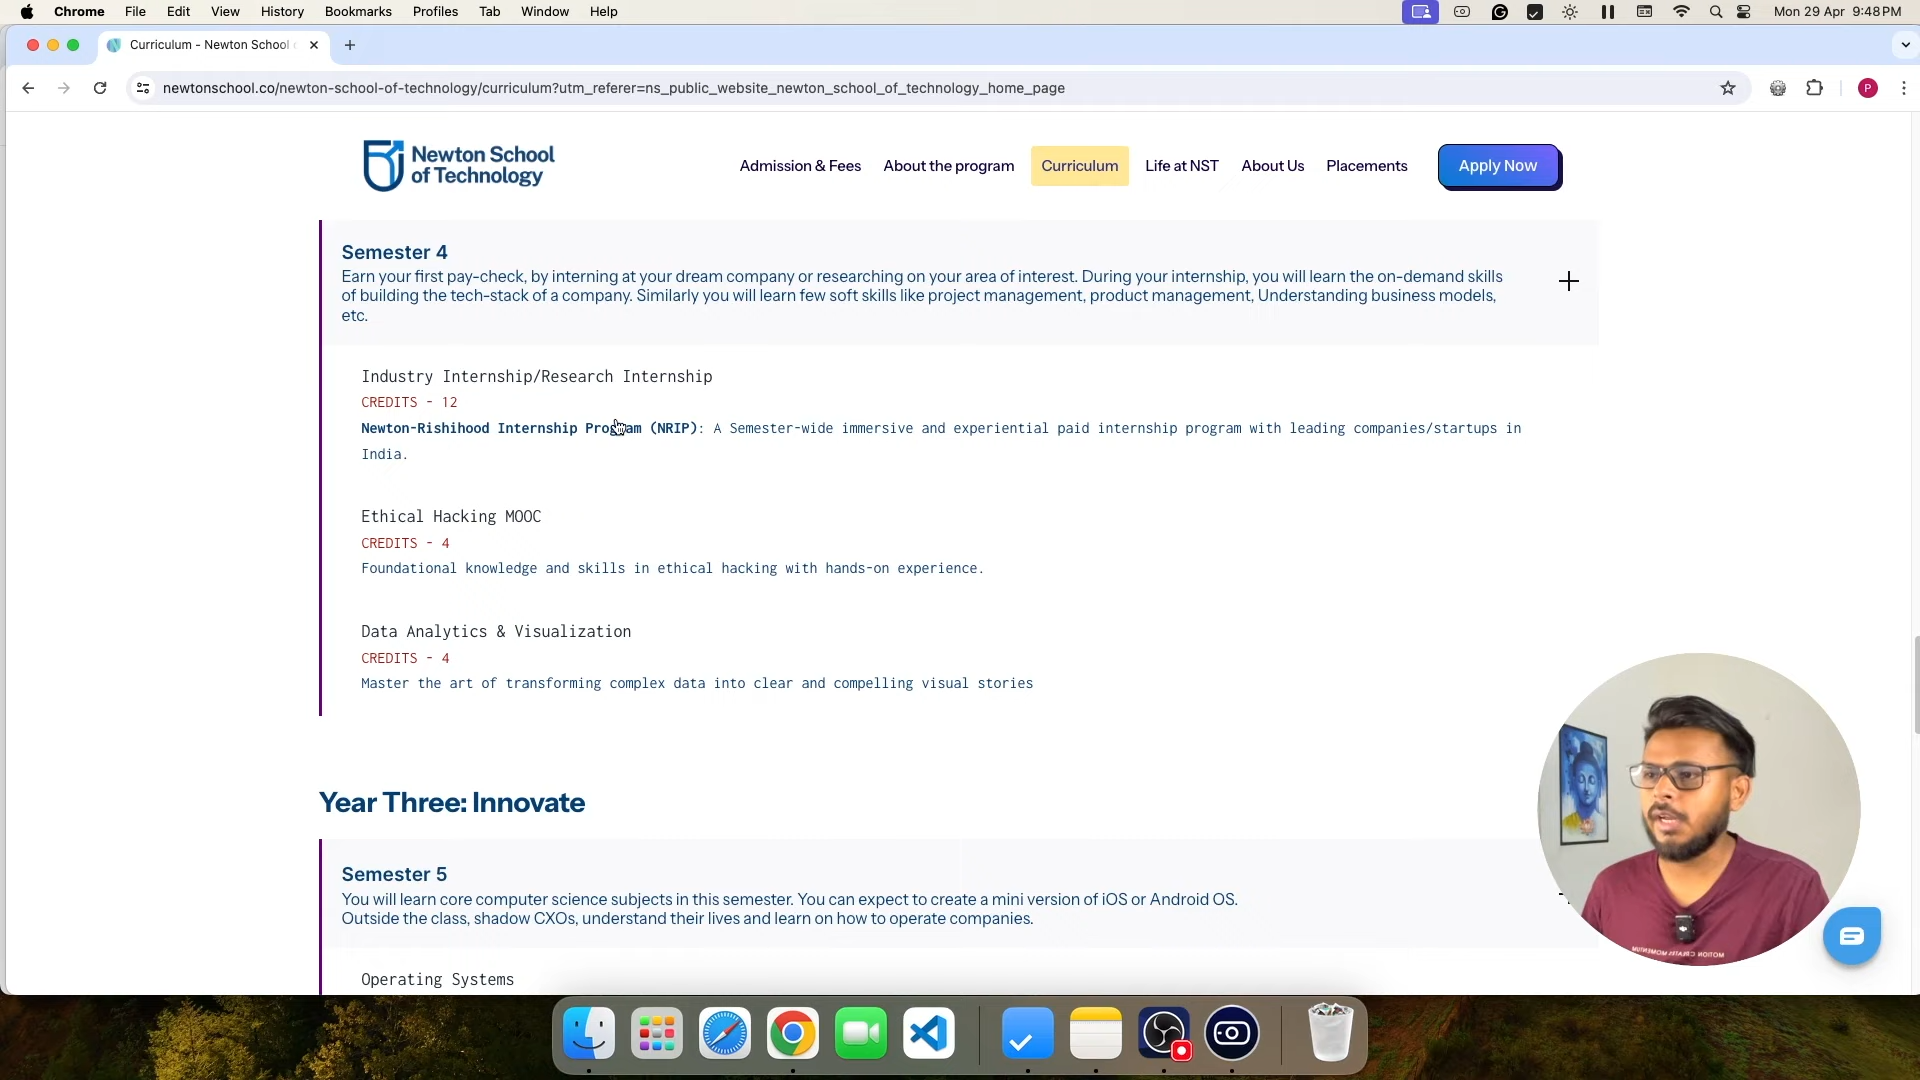 Chrome File Edit View History Bookmarks Profiles Tab Window Help Mon 29 Apr 9:48 PM
Curriculum - Newton School
newtonschool.co/newton-school-of-technology/curriculum?utm_referer=ns_public_website_newton_school_of_technology_home_page
P
Newton School
of Technology
Admission & Fees About the program Curriculum Life at NST About Us Placements Apply Now
Semester 4
Earn your first pay-check, by interning at your dream company or researching on your area of interest. During your internship, you will learn the on-demand skills
of building the tech-stack of a company. Similarly you will learn few soft skills like project management, product management, Understanding business models,
etc.
Industry Internship/Research Internship
CREDITS - 12
Newton-Rishihood Internship Program (NRIP): A Semester-wide immersive and experiential paid internship program with leading companies/startups in
India.
Ethical Hacking MOOC
CREDITS - 4
Foundational knowledge and skills in ethical hacking with hands-on experience.
Data Analytics & Visualization
CREDITS - 4
Master the art of transforming complex data into clear and compelling visual stories
Year Three: Innovate
Semester 5
You will learn core computer science subjects in this semester. You can expect to create a mini version of iOS or Android OS.
Outside the class, shadow CXOs, understand their lives and learn on how to operate companies.
Operating Systems
MOTION CREATES MOMENTUM